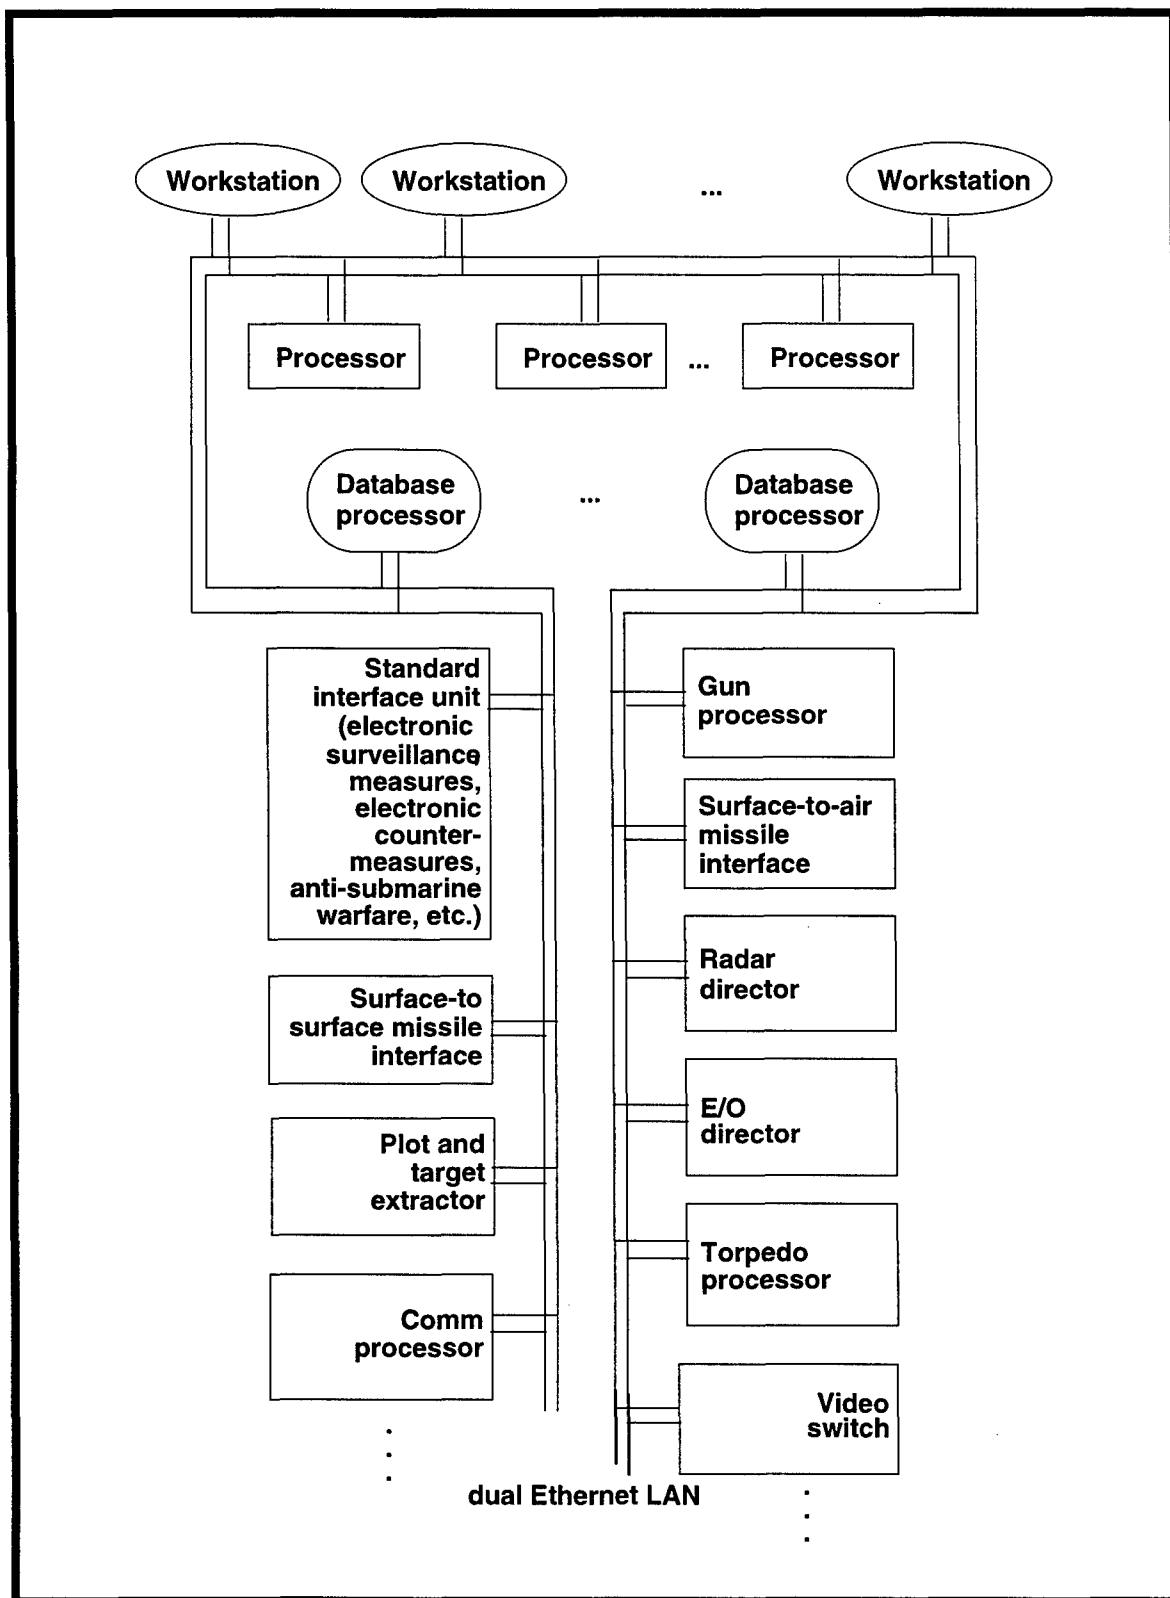 Workstation Workstation ... Workstation
Processor Processor ... Processor
Database
processor
...
Database
processor
Standard
interface unit
(electronic
surveillance
measures,
electronic
counter-
measures,
anti-submarine
warfare, etc.)
Surface-to
surface missile
interface
Plot and
target
extractor
Comm
processor
Gun
processor
Surface-to-air
missile
interface
Radar
director
E/O
director
Torpedo
processor
Video
switch
dual Ethernet LAN